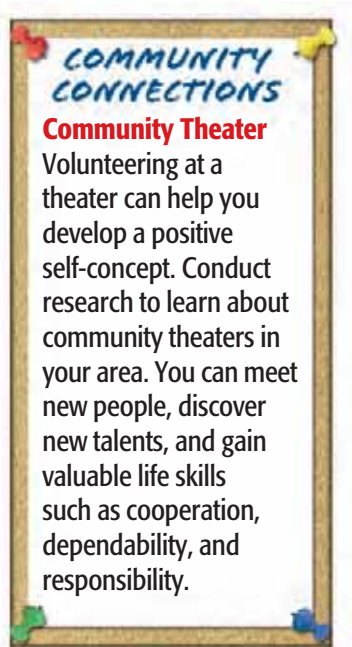 COMMUNITY
CONNECTIONS
Community Theater
Volunteering at a
theater can help you
develop a positive
self-concept. Conduct
research to learn about
community theaters in
your area. You can meet
new people, discover
new talents, and gain
valuable life skills
such as cooperation,
dependability, and
responsibility.